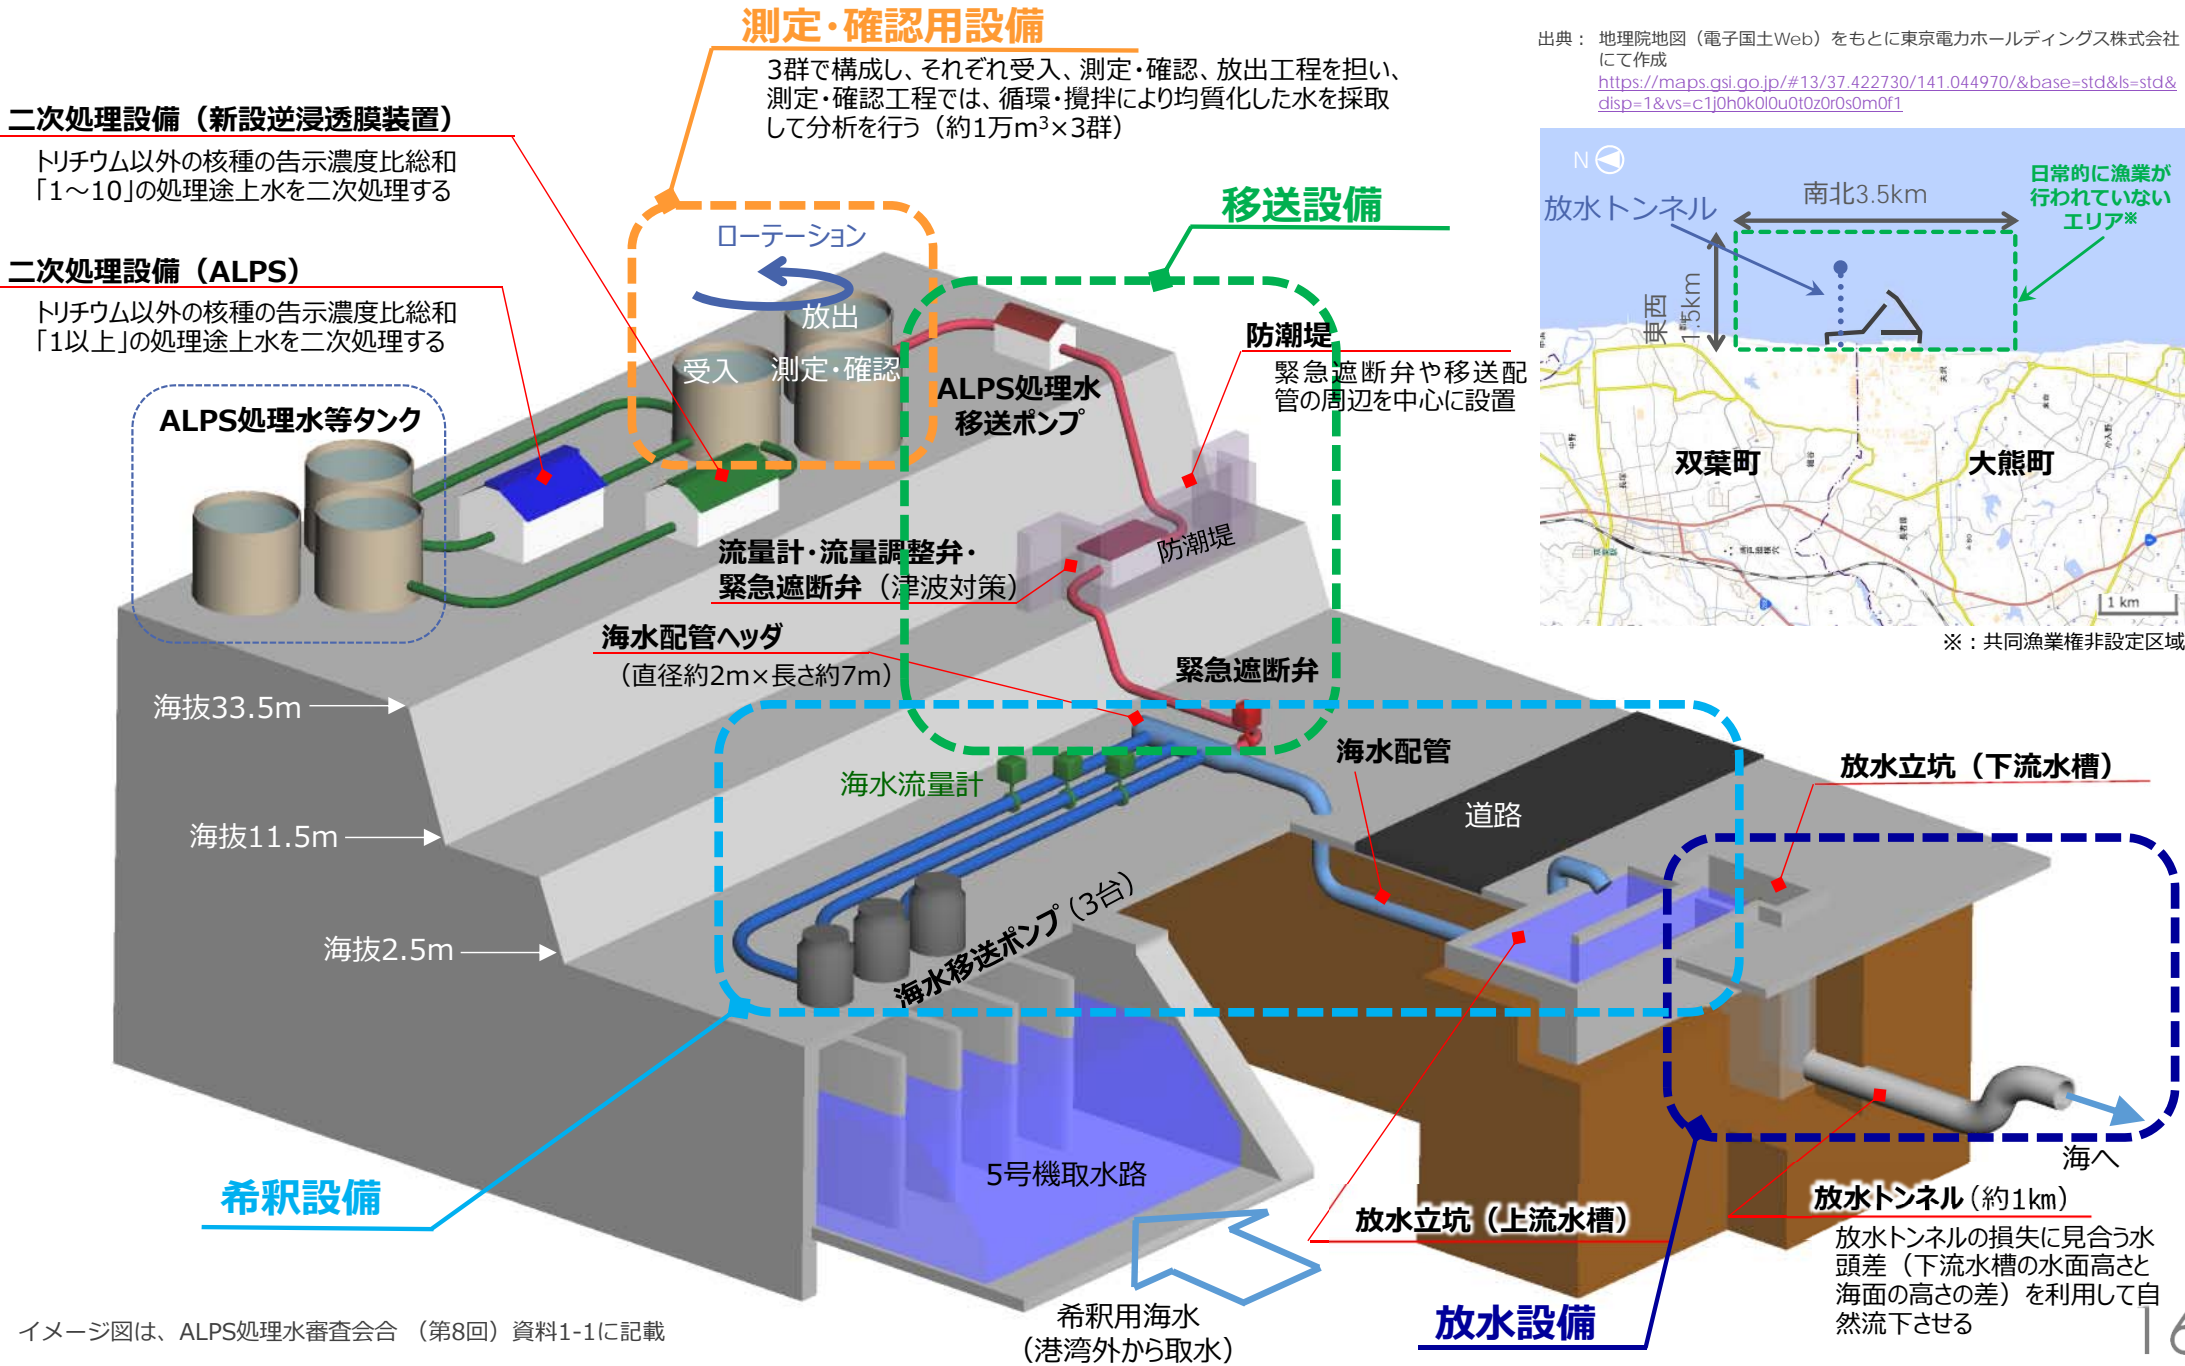 測定・確認用設備
3群で構成し、それぞれ受入、測定・確認、放出工程を担い、
測定・確認工程では、循環・攪拌により均質化した水を採取
して分析を行う（約1万m³×3群）
出典： 地理院地図（電子国土Web）をもとに東京電力ホールディングス株式会社
にて作成
https://maps.gsi.go.jp/#13/37.422730/141.044970/&base=std&ls=std&
disp=1&vs=c1j0h0k0l0u0t0z0r0s0m0f1
二次処理設備（新設逆浸透膜装置）
トリチウム以外の核種の告示濃度比総和
「1～10」の処理途上水を二次処理する
二次処理設備（ALPS）
トリチウム以外の核種の告示濃度比総和
「1以上」の処理途上水を二次処理する
ALPS処理水等タンク
ローテーション
放出
受入
測定・確認
移送設備
ALPS処理水
移送ポンプ
防潮堤
緊急遮断弁や移送配
管の周辺を中心に設置
防潮堤
流量計・流量調整弁・
緊急遮断弁（津波対策）
海水配管ヘッダ
（直径約2m×長さ約7m）
緊急遮断弁
N
放水トンネル
南北3.5km
東西
1.5km
日常的に漁業が
行われていない
エリア※
双葉町
大熊町
1 km
※：共同漁業権非設定区域
海抜33.5m
海抜11.5m
海抜2.5m
海水流量計
海水配管
道路
放水立坑（下流水槽）
海水移送ポンプ（3台）
5号機取水路
希釈設備
希釈用海水
（港湾外から取水）
放水立坑（上流水槽）
放水設備
海へ
放水トンネル（約1km）
放水トンネルの損失に見合う水
頭差（下流水槽の水面高さと
海面の高さの差）を利用して自
然流下させる
イメージ図は、ALPS処理水審査会合 （第8回）資料1-1に記載
16